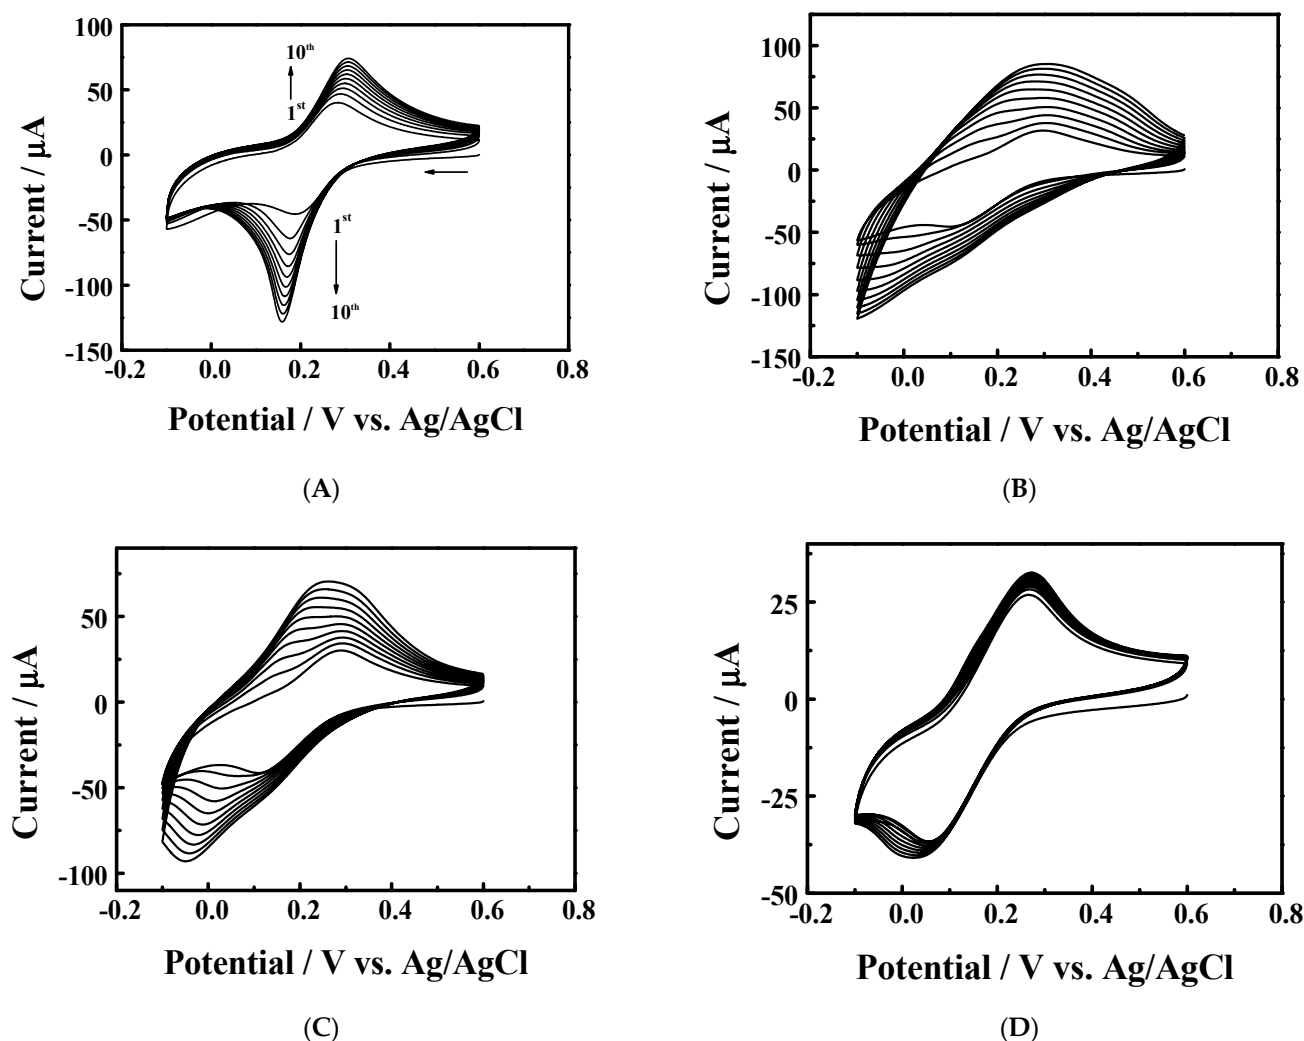 100
50
0
-50
-100
-150
-0.2 0.0 0.2 0.4 0.6 0.8
Current / μA
Potential / V vs. Ag/AgCl
10th
1st
1st
10th
(A)
100
50
0
-50
-100
-150
-0.2 0.0 0.2 0.4 0.6 0.8
Current / μA
Potential / V vs. Ag/AgCl
(B)
50
0
-50
-100
-0.2 0.0 0.2 0.4 0.6 0.8
Current / μA
Potential / V vs. Ag/AgCl
(C)
25
0
-25
-50
-0.2 0.0 0.2 0.4 0.6 0.8
Current / μA
Potential / V vs. Ag/AgCl
(D)